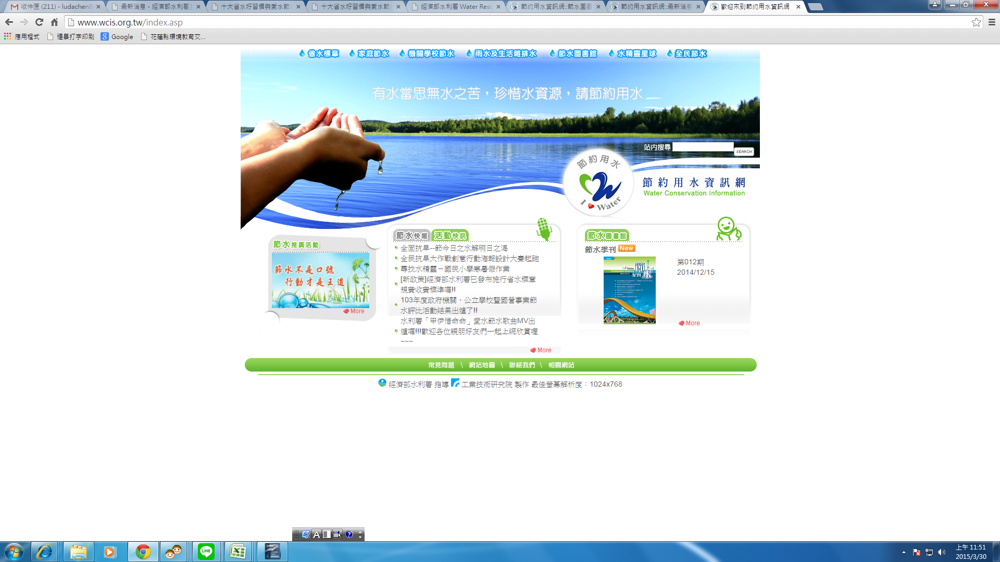 收件匣 (211) - ludachen8
最新消息 - 經濟部水利署
十大省水好習慣與愛水節
十大省水好習慣與愛水節
經濟部水利署 Water Reso
節約用水資訊網::節水圖書
節約用水資訊網::最新消息
歡迎來到節約用水資訊網
www.wcis.org.tw/index.asp
應用程式
遠景打字印刷
Google
花蓮縣環境教育交...
省水標章
家庭節水
機關學校節水
雨水及生活雜排水
節水圖書館
水精靈星球
全民節水
有水當思無水之苦，珍惜水資源，請節約用水
站內搜尋
SEARCH
節約用水
I Water
節約用水資訊網
Water Conservation Information
節水推廣活動
節水不是口號
行動才是王道
More
節水快報
活動快訊
全面抗旱--節今日之水解明日之渴
全民抗旱大作戰創意行動海報設計大賽起跑
尋找水精靈－國民小學寒暑假作業
[新政策]經濟部水利署已發布施行省水標章
規費收費標準囉!!
103年度政府機關、公立學校暨國營事業節
水評比活動結果出爐了!!
水利署「甲伊惜命命」愛水節水歌曲MV出
爐囉!!!歡迎各位親朋好友們一起上網欣賞喔
~~~
More
節水圖書館
節水季刊 New
節水
第012期
2014/12/15
More
常見問題 \ 網站地圖 \ 聯絡我們 \ 相關網站
經濟部水利署 指導 工業技術研究院 製作 最佳螢幕解析度：1024x768
A
LINE
上午 11:51
2015/3/30